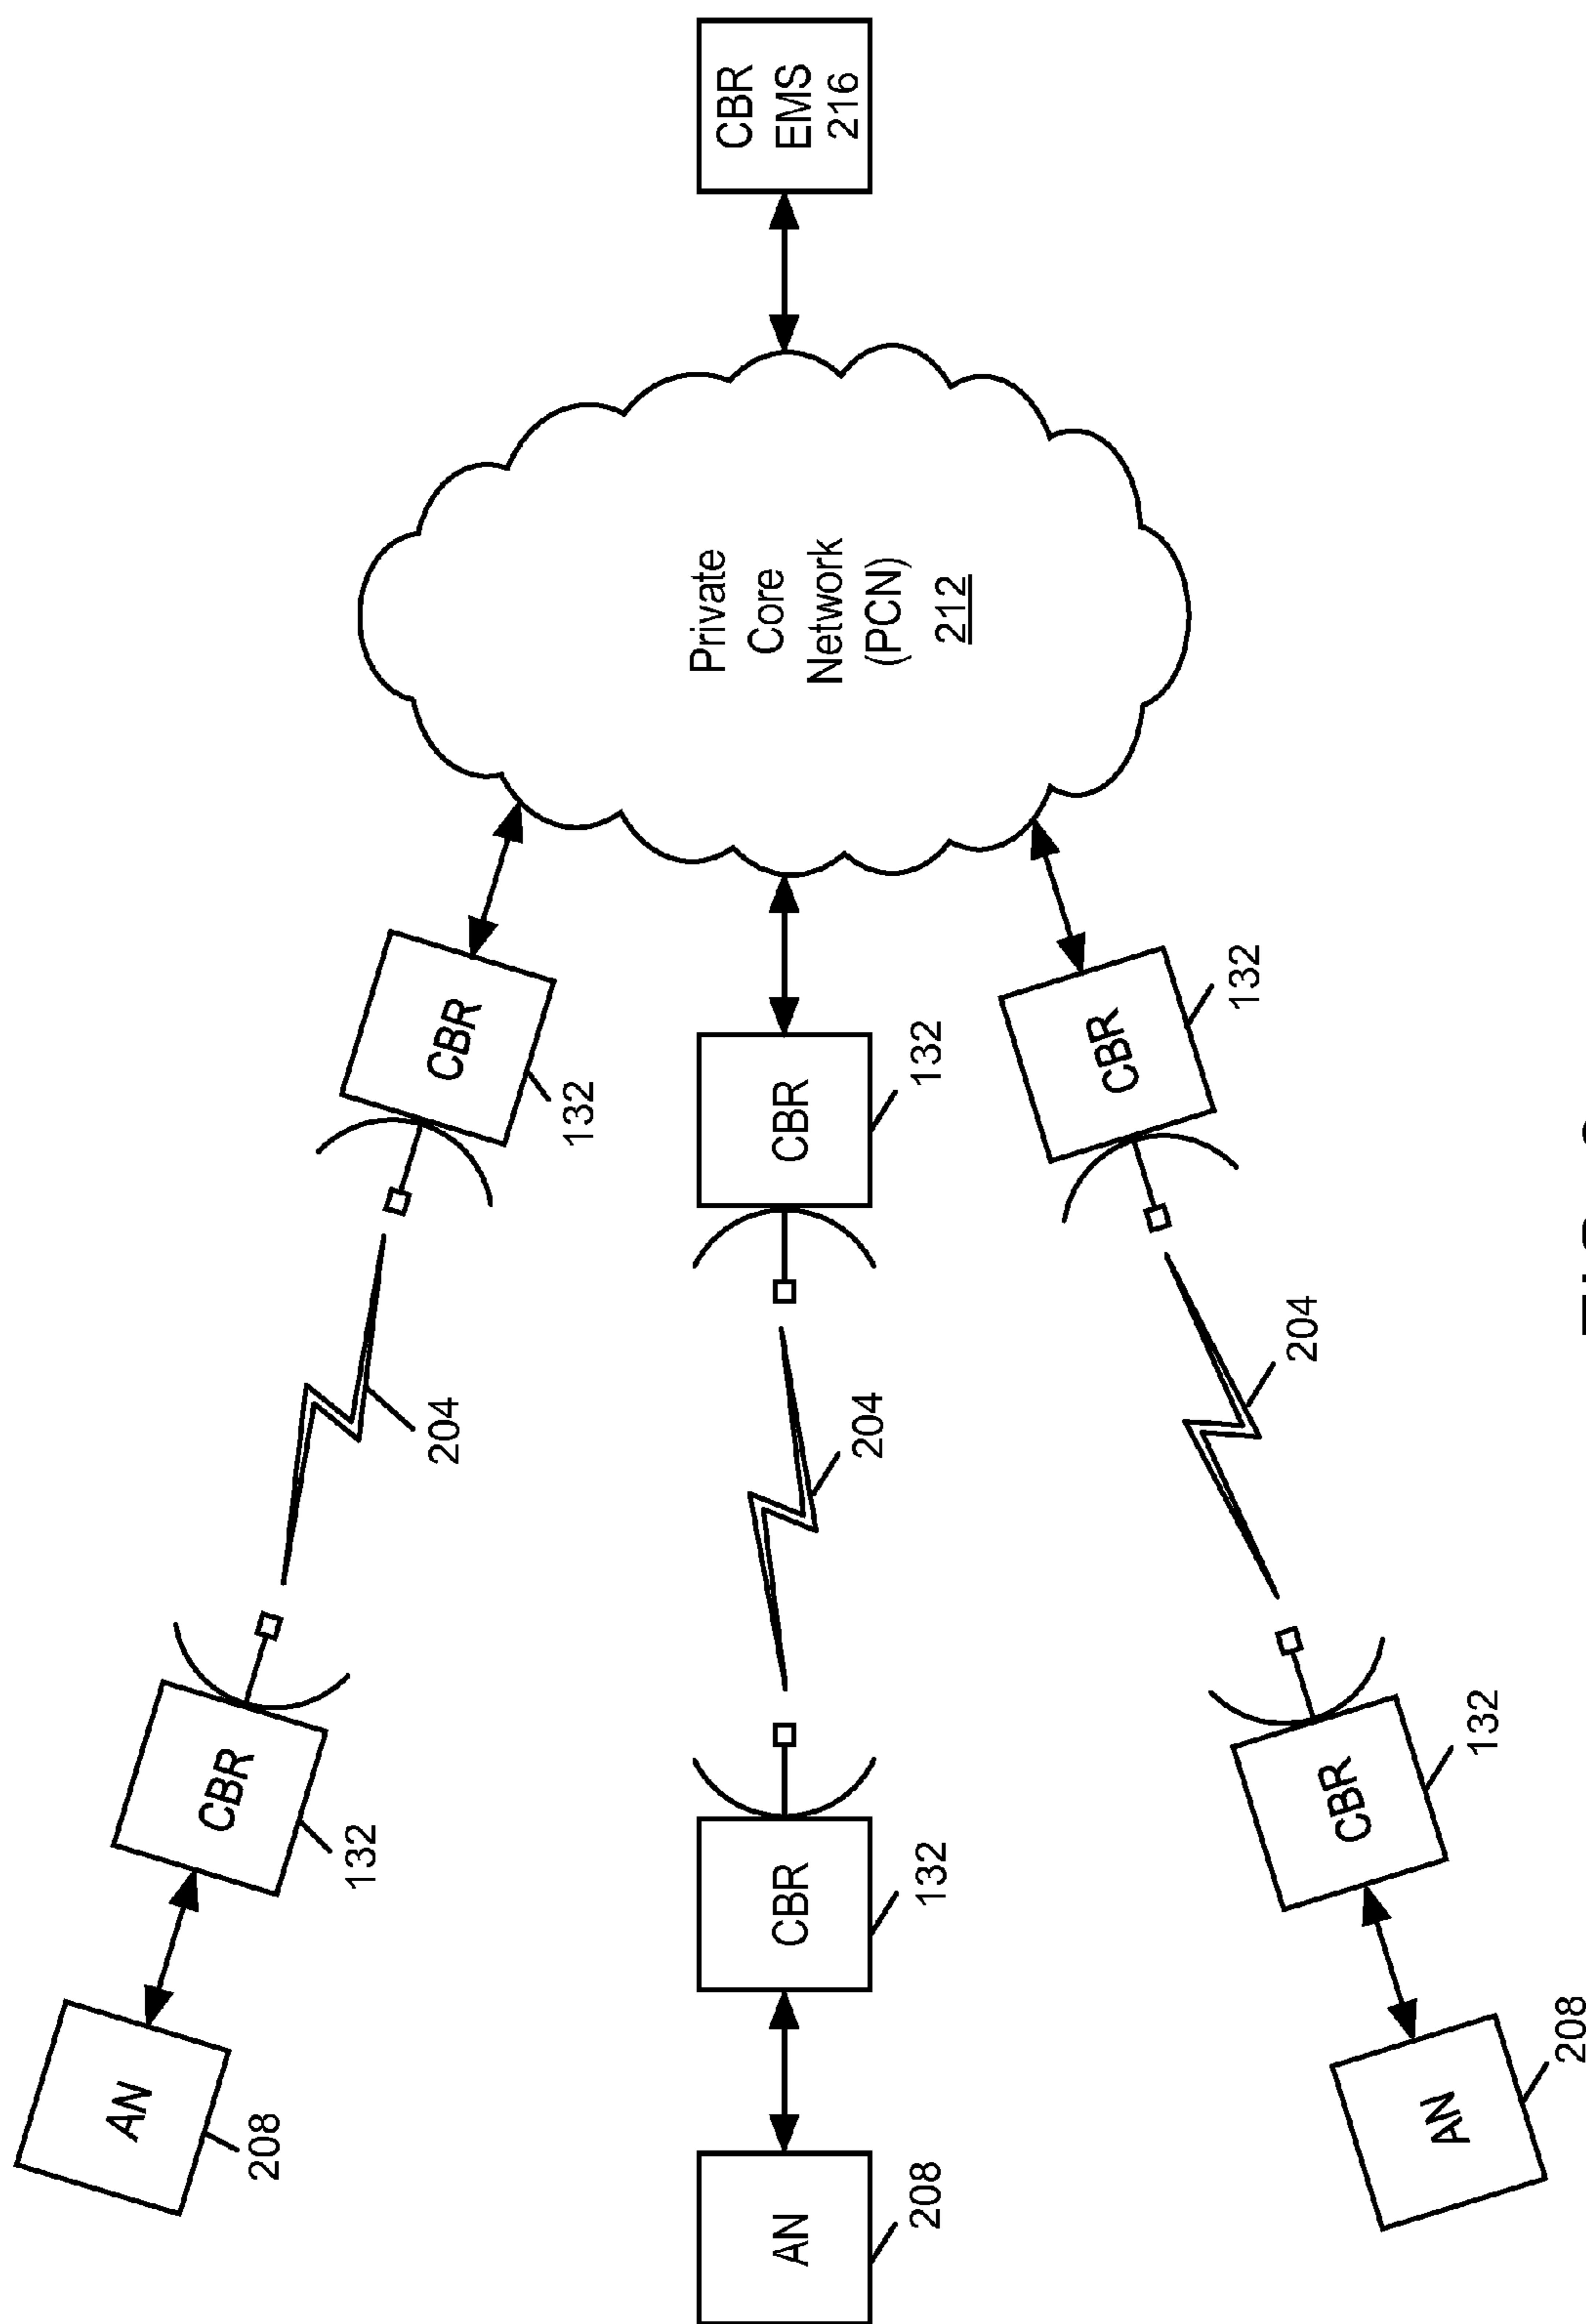 AN
208
CBR
132
204
CBR
132
AN
208
CBR
132
204
CBR
132
Private
Core
Network
(PCN)
212
CBR
EMS
216
AN
208
CBR
132
204
CBR
132